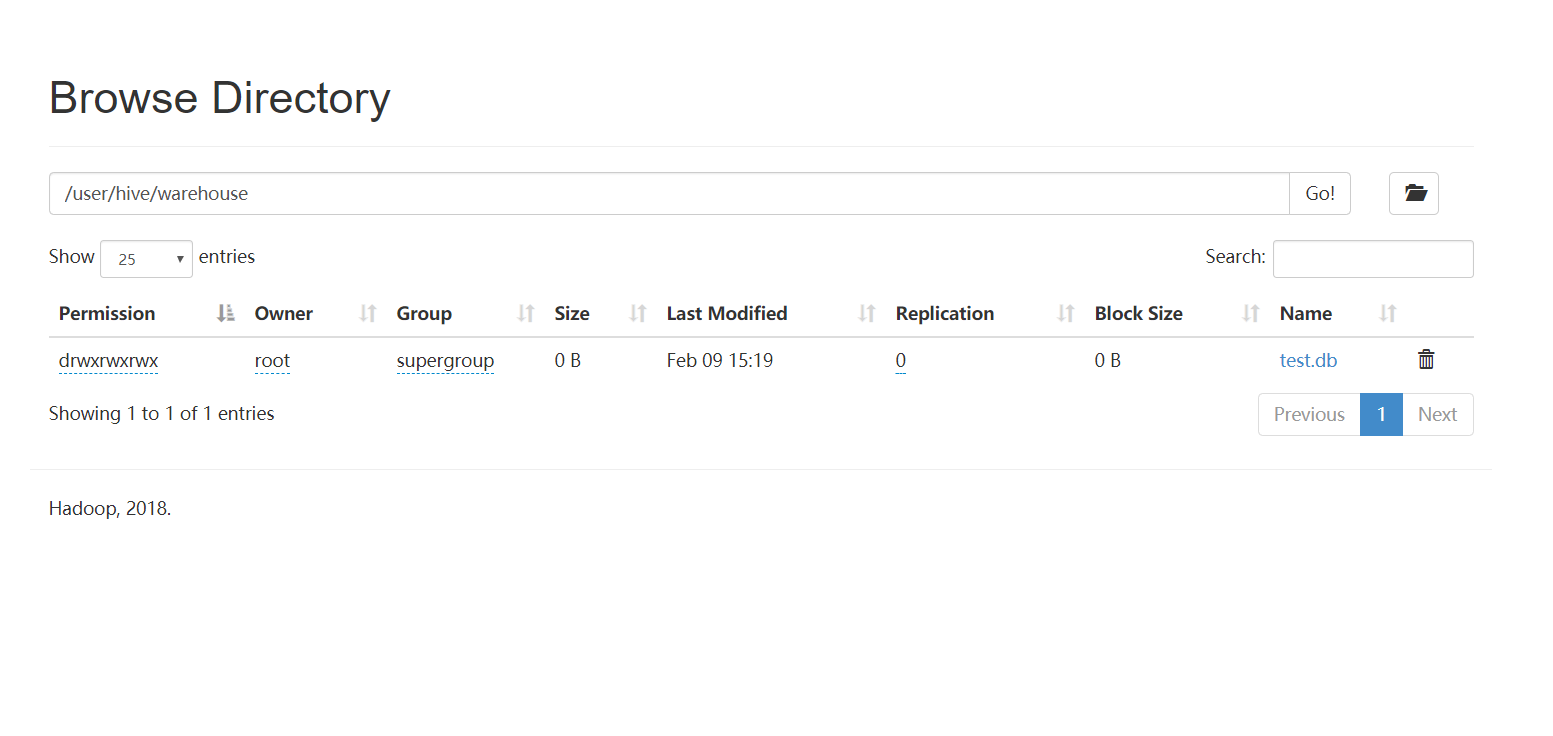 Browse Directory
/user/hive/warehouse Go!
Show 25 entries Search:
Permission Owner Group Size Last Modified Replication Block Size Name
drwxrwxrwx root supergroup 0 B Feb 09 15:19 0 0 B test.db
Showing 1 to 1 of 1 entries Previous 1 Next
Hadoop, 2018.